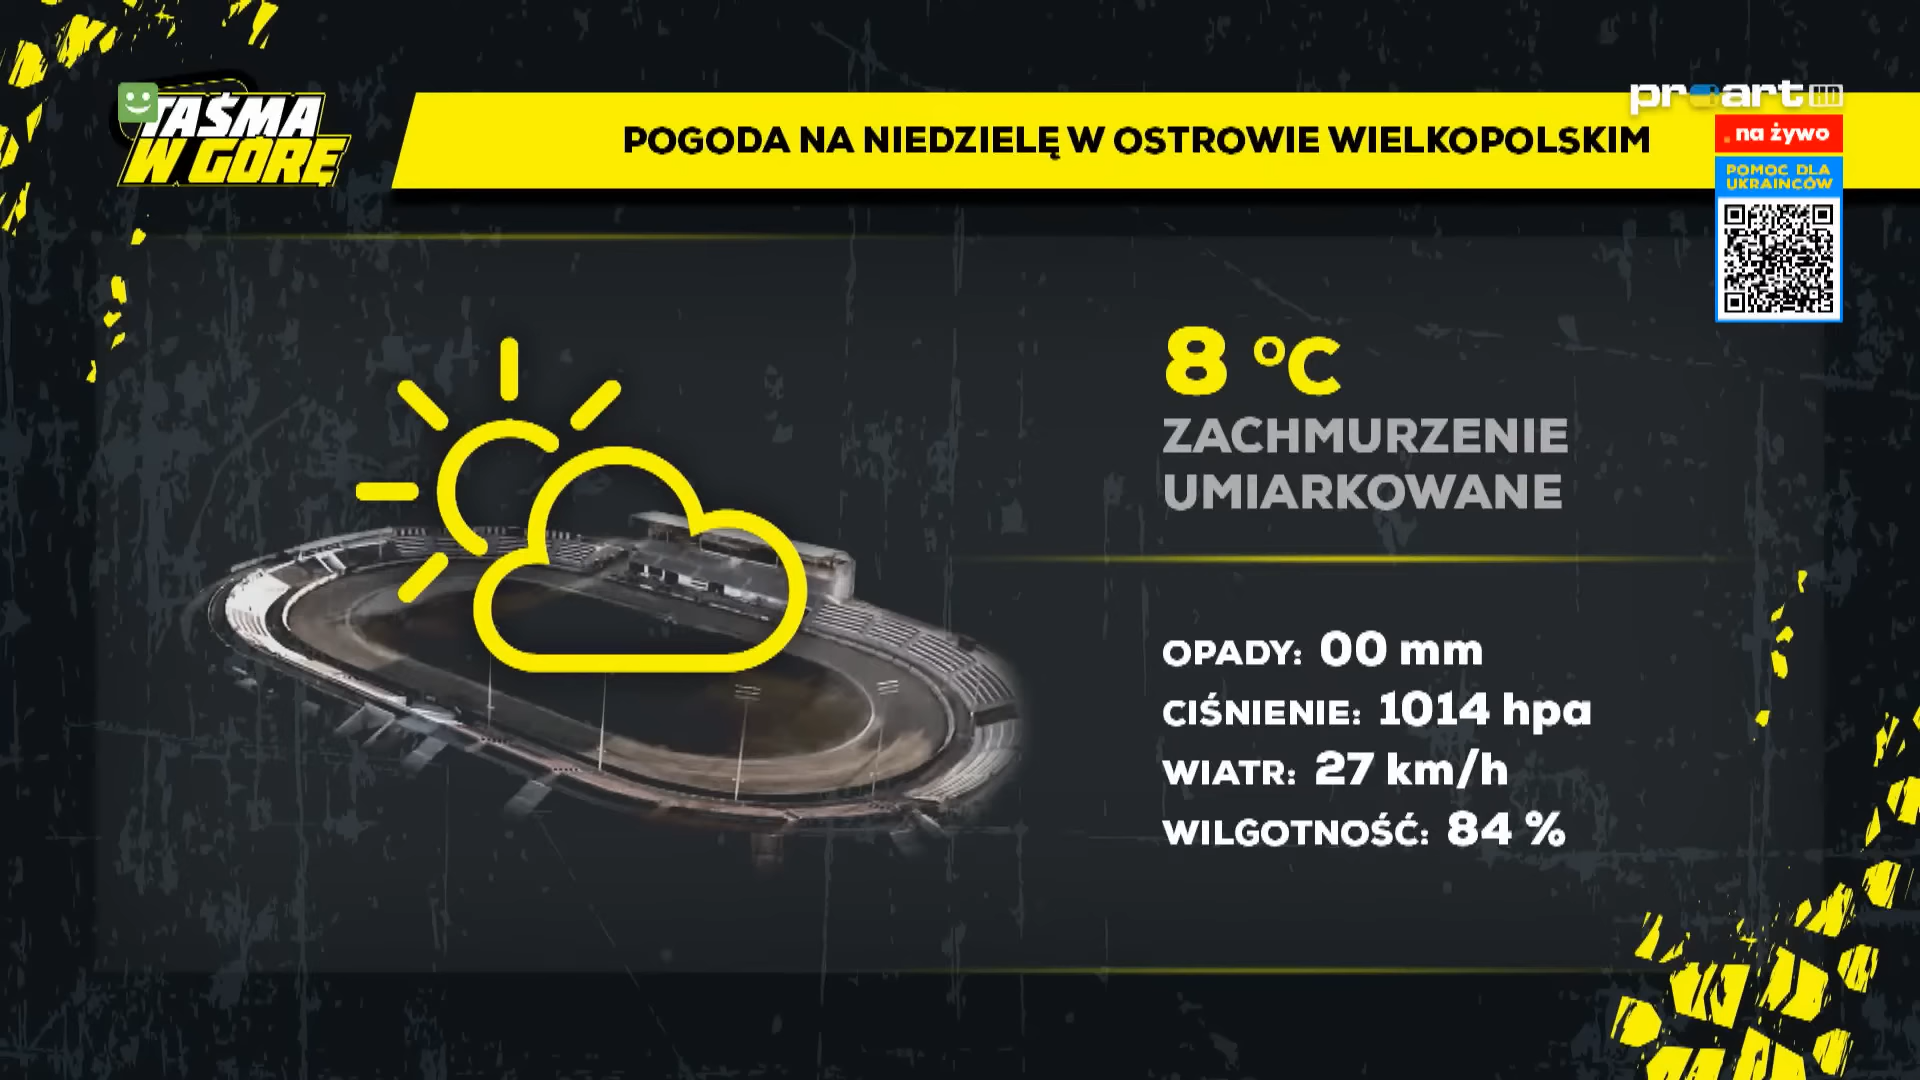 TAŚMA
W GÓRĘ
POGODA NA NIEDZIELĘ W OSTROWIE WIELKOPOLSKIM
proart HD
na żywo
POMOC DLA
UKRAIŃCÓW
8 °C
ZACHMURZENIE
UMIARKOWANE
OPADY: 00 mm
CIŚNIENIE: 1014 hpa
WIATR: 27 km/h
WILGOTNOŚĆ: 84 %